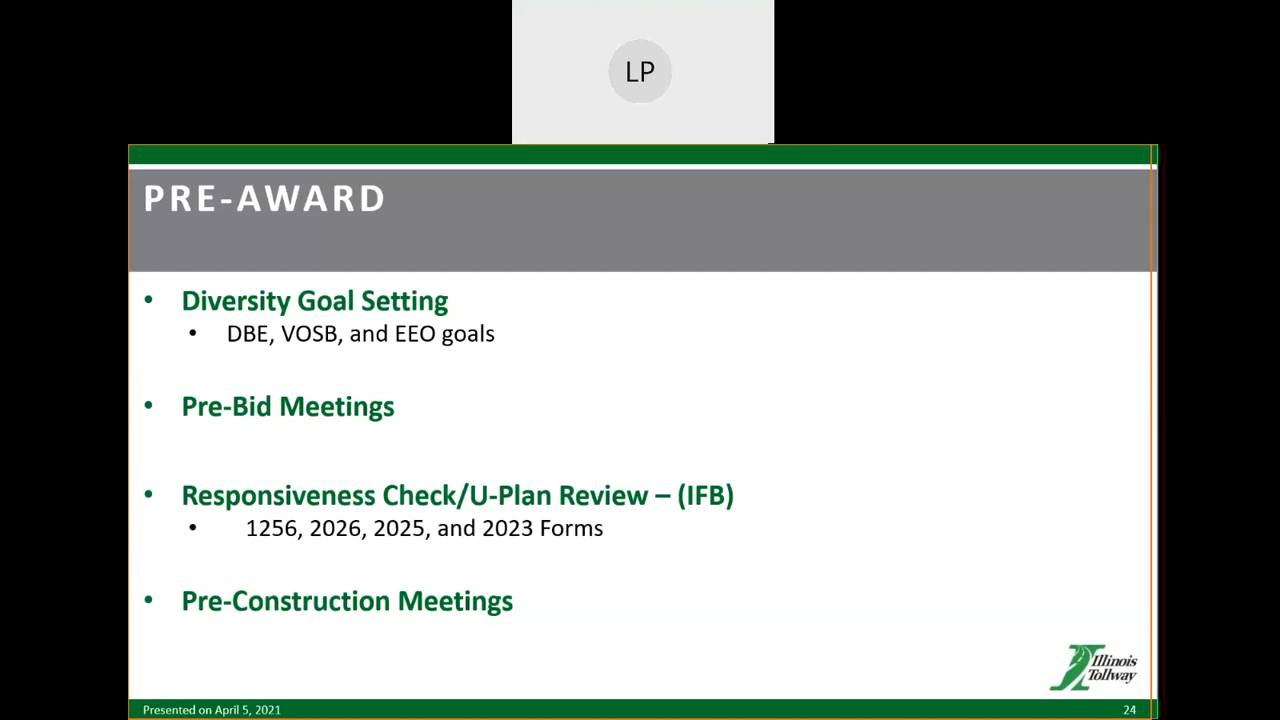 LP
PRE-AWARD
• Diversity Goal Setting
• DBE, VOSB, and EEO goals
• Pre-Bid Meetings
• Responsiveness Check/U-Plan Review – (IFB)
• 1256, 2026, 2025, and 2023 Forms
• Pre-Construction Meetings
Illinois
Tollway
Presented on April 5, 2021
24